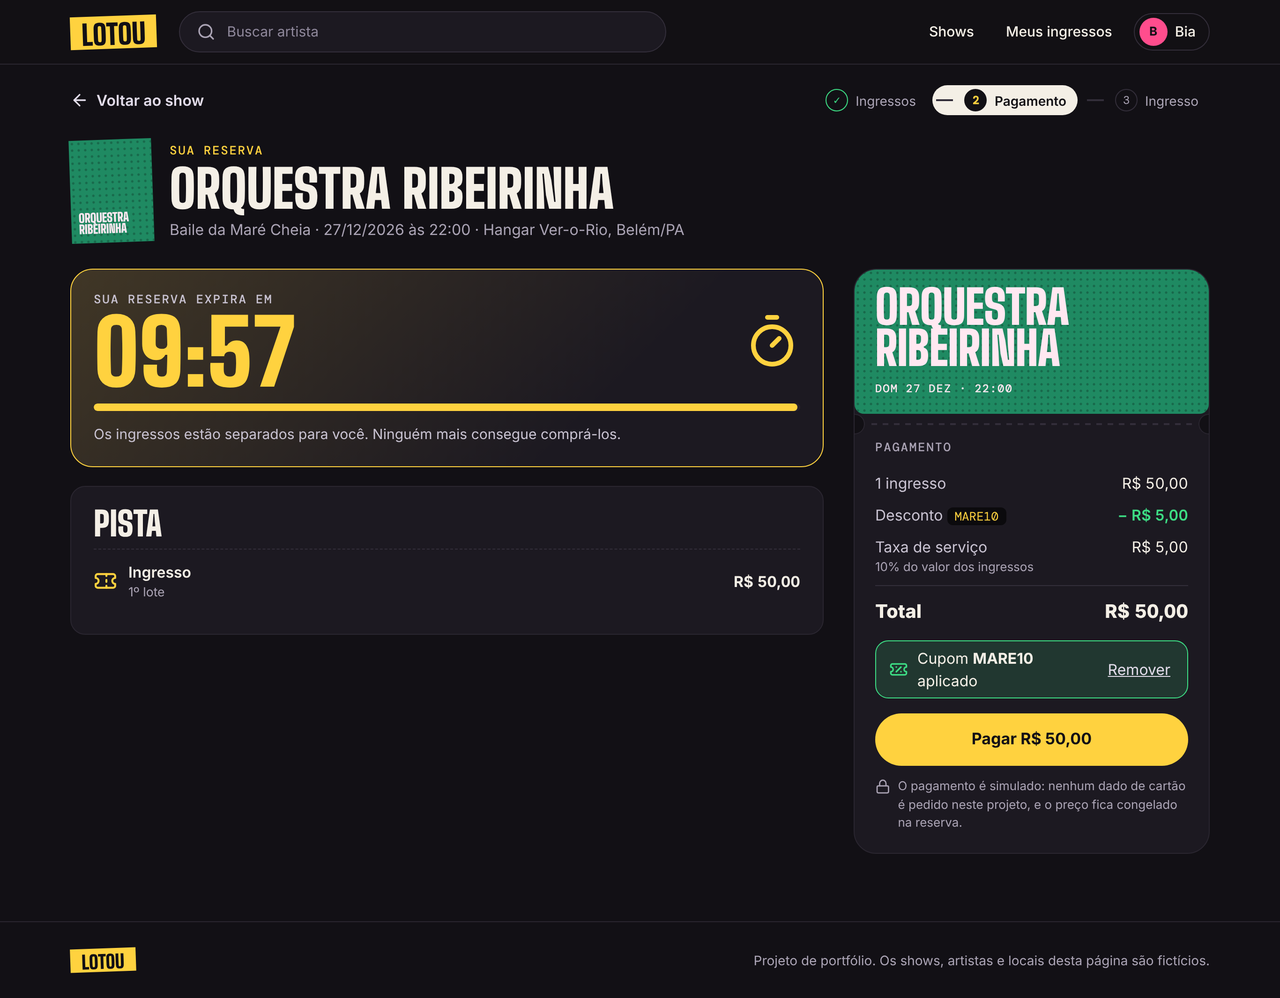 LOTOU
Buscar artista
Shows
Meus ingressos
B
Bia
Voltar ao show
✓ Ingressos
2 Pagamento
3 Ingresso
ORQUESTRA
RIBEIRINHA
SUA RESERVA
ORQUESTRA RIBEIRINHA
Baile da Maré Cheia · 27/12/2026 às 22:00 · Hangar Ver-o-Rio, Belém/PA
SUA RESERVA EXPIRA EM
09:57
Os ingressos estão separados para você. Ninguém mais consegue comprá-los.
PISTA
Ingresso
1º lote
R$ 50,00
ORQUESTRA
RIBEIRINHA
DOM 27 DEZ · 22:00
PAGAMENTO
1 ingresso R$ 50,00
Desconto MARE10 − R$ 5,00
Taxa de serviço R$ 5,00
10% do valor dos ingressos
Total R$ 50,00
Cupom MARE10
aplicado
Remover
Pagar R$ 50,00
O pagamento é simulado: nenhum dado de cartão
é pedido neste projeto, e o preço fica congelado
na reserva.
LOTOU
Projeto de portfólio. Os shows, artistas e locais desta página são fictícios.